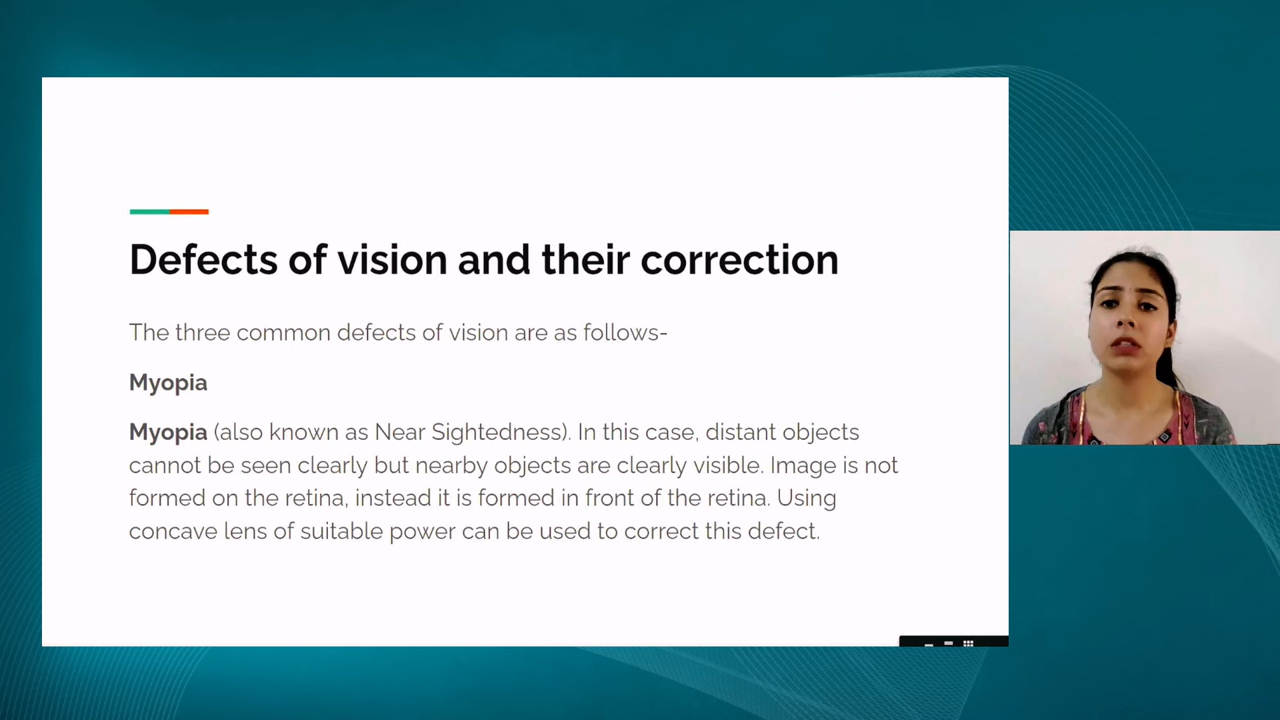 Defects of vision and their correction
The three common defects of vision are as follows-
Myopia
Myopia (also known as Near Sightedness). In this case, distant objects
cannot be seen clearly but nearby objects are clearly visible. Image is not
formed on the retina, instead it is formed in front of the retina. Using
concave lens of suitable power can be used to correct this defect.